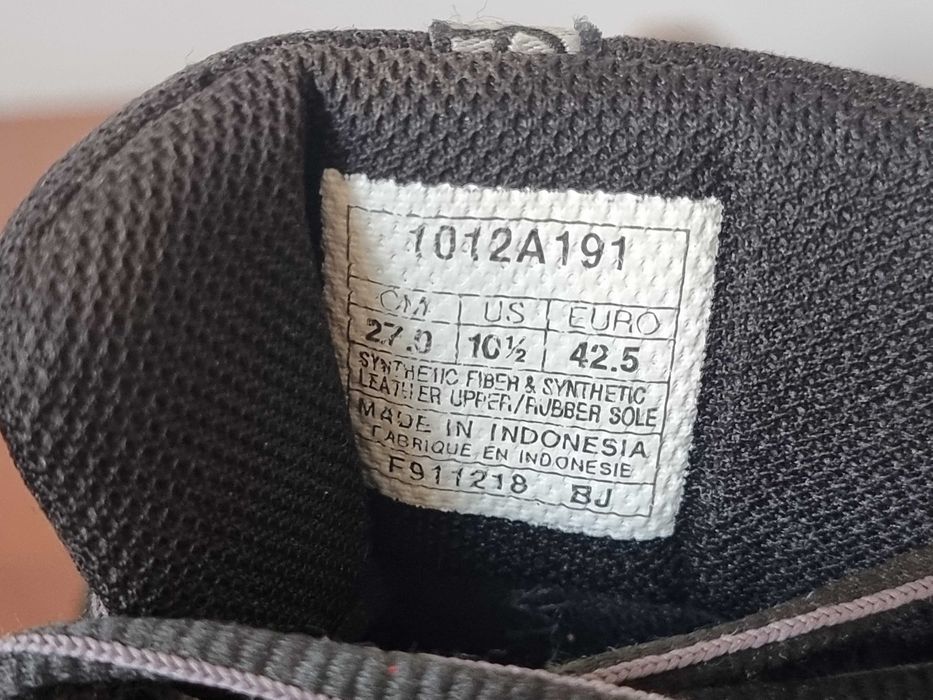 1012A191
CM US EURO
27.0 10½ 42.5
SYNTHETIC FIBER & SYNTHETIC
LEATHER UPPER/RUBBER SOLE
MADE IN INDONESIA
FABRIQUE EN INDONESIE
F911218 BJ